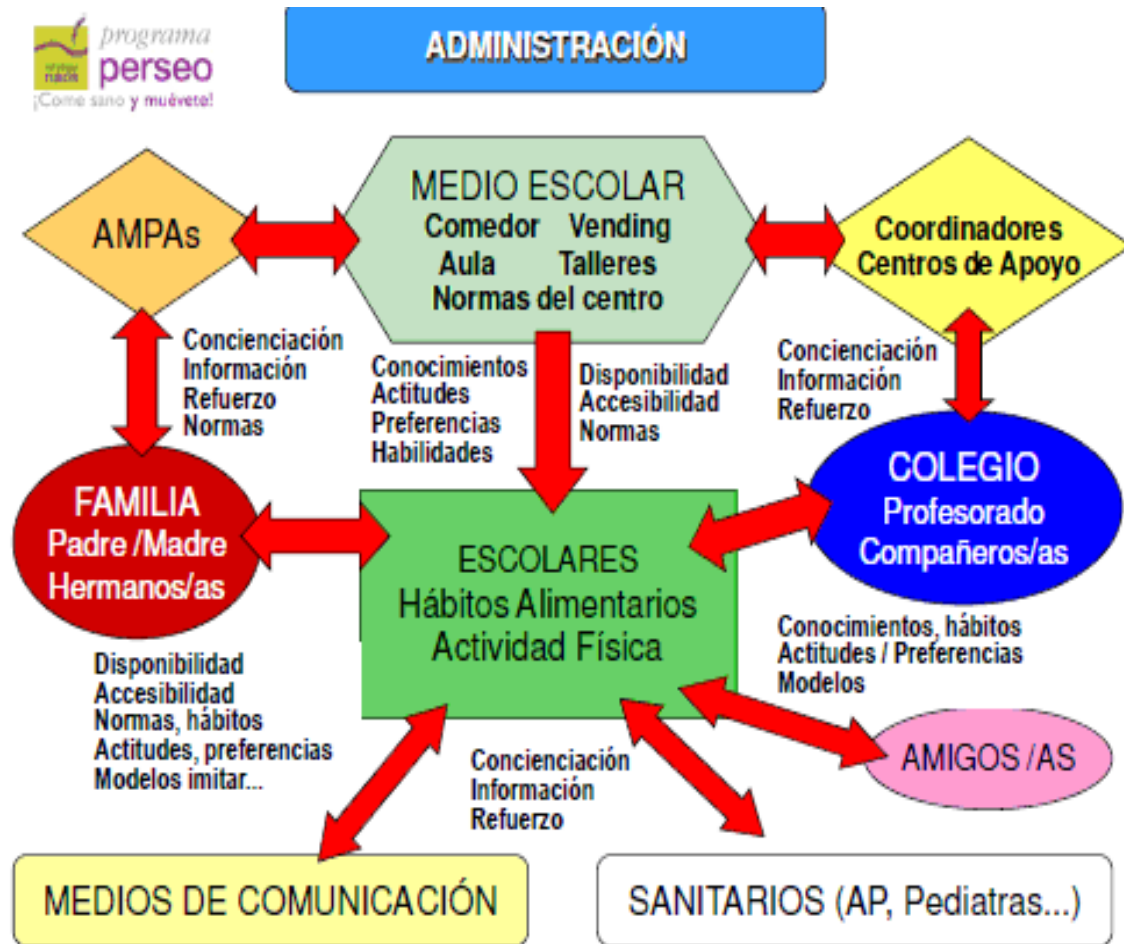 programa
perseo
¡Come sano y muévete!
ADMINISTRACIÓN
AMPAs
MEDIO ESCOLAR
Comedor Vending
Aula Talleres
Normas del centro
Coordinadores
Centros de Apoyo
Concienciación
Información
Refuerzo
Normas
Conocimientos
Actitudes
Preferencias
Habilidades
Disponibilidad
Accesibilidad
Normas
Concienciación
Información
Refuerzo
FAMILIA
Padre /Madre
Hermanos/as
ESCOLARES
Hábitos Alimentarios
Actividad Física
COLEGIO
Profesorado
Compañeros/as
Disponibilidad
Accesibilidad
Normas, hábitos
Actitudes, preferencias
Modelos imitar...
Conocimientos, hábitos
Actitudes / Preferencias
Modelos
Concienciación
Información
Refuerzo
AMIGOS /AS
MEDIOS DE COMUNICACIÓN
SANITARIOS (AP, Pediatras...)